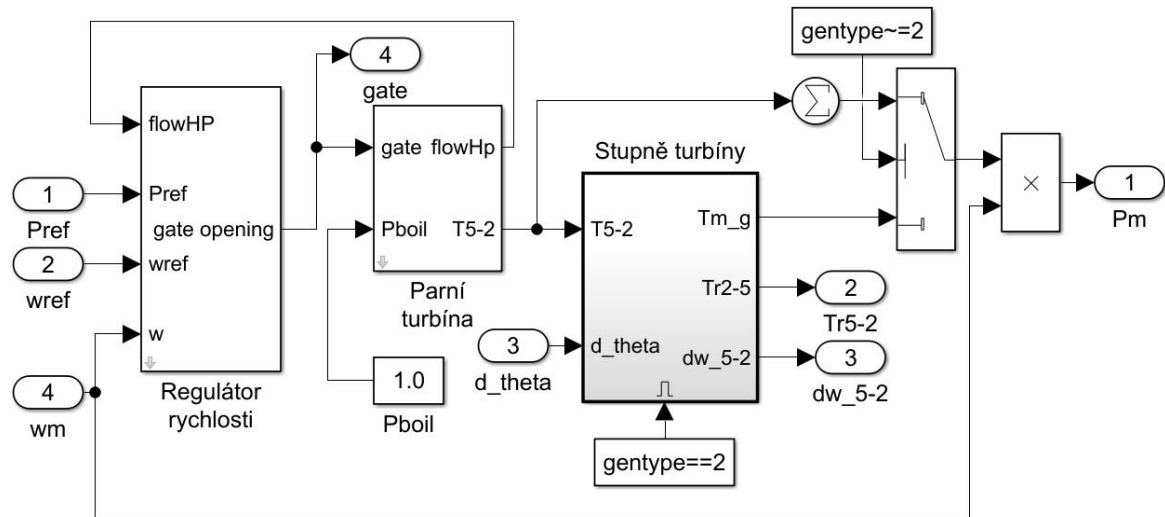 gentype~=2
4
gate
flowHP
Pref
gate opening
wref
w
Regulátor
rychlosti
1
Pref
2
wref
4
wm
gate flowHp
Pboil T5-2
Parní
turbína
1.0
Pboil
3
d_theta
Stupně turbíny
T5-2
Tm_g
Tr2-5
d_theta
dw_5-2
gentype==2
2
Tr5-2
3
dw_5-2
Σ
×
1
Pm